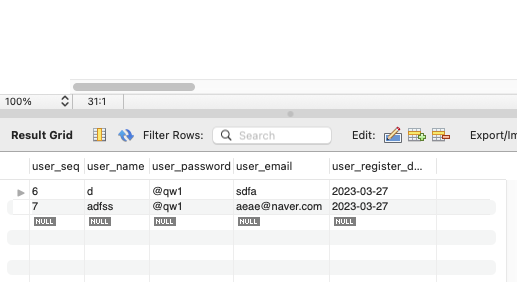 100% 31:1
Result Grid Filter Rows: Search Edit: Export/Im
user_seq user_name user_password user_email user_register_d...
6 d @qw1 sdfa 2023-03-27
7 adfss @qw1 aeae@naver.com 2023-03-27
NULL NULL NULL NULL NULL